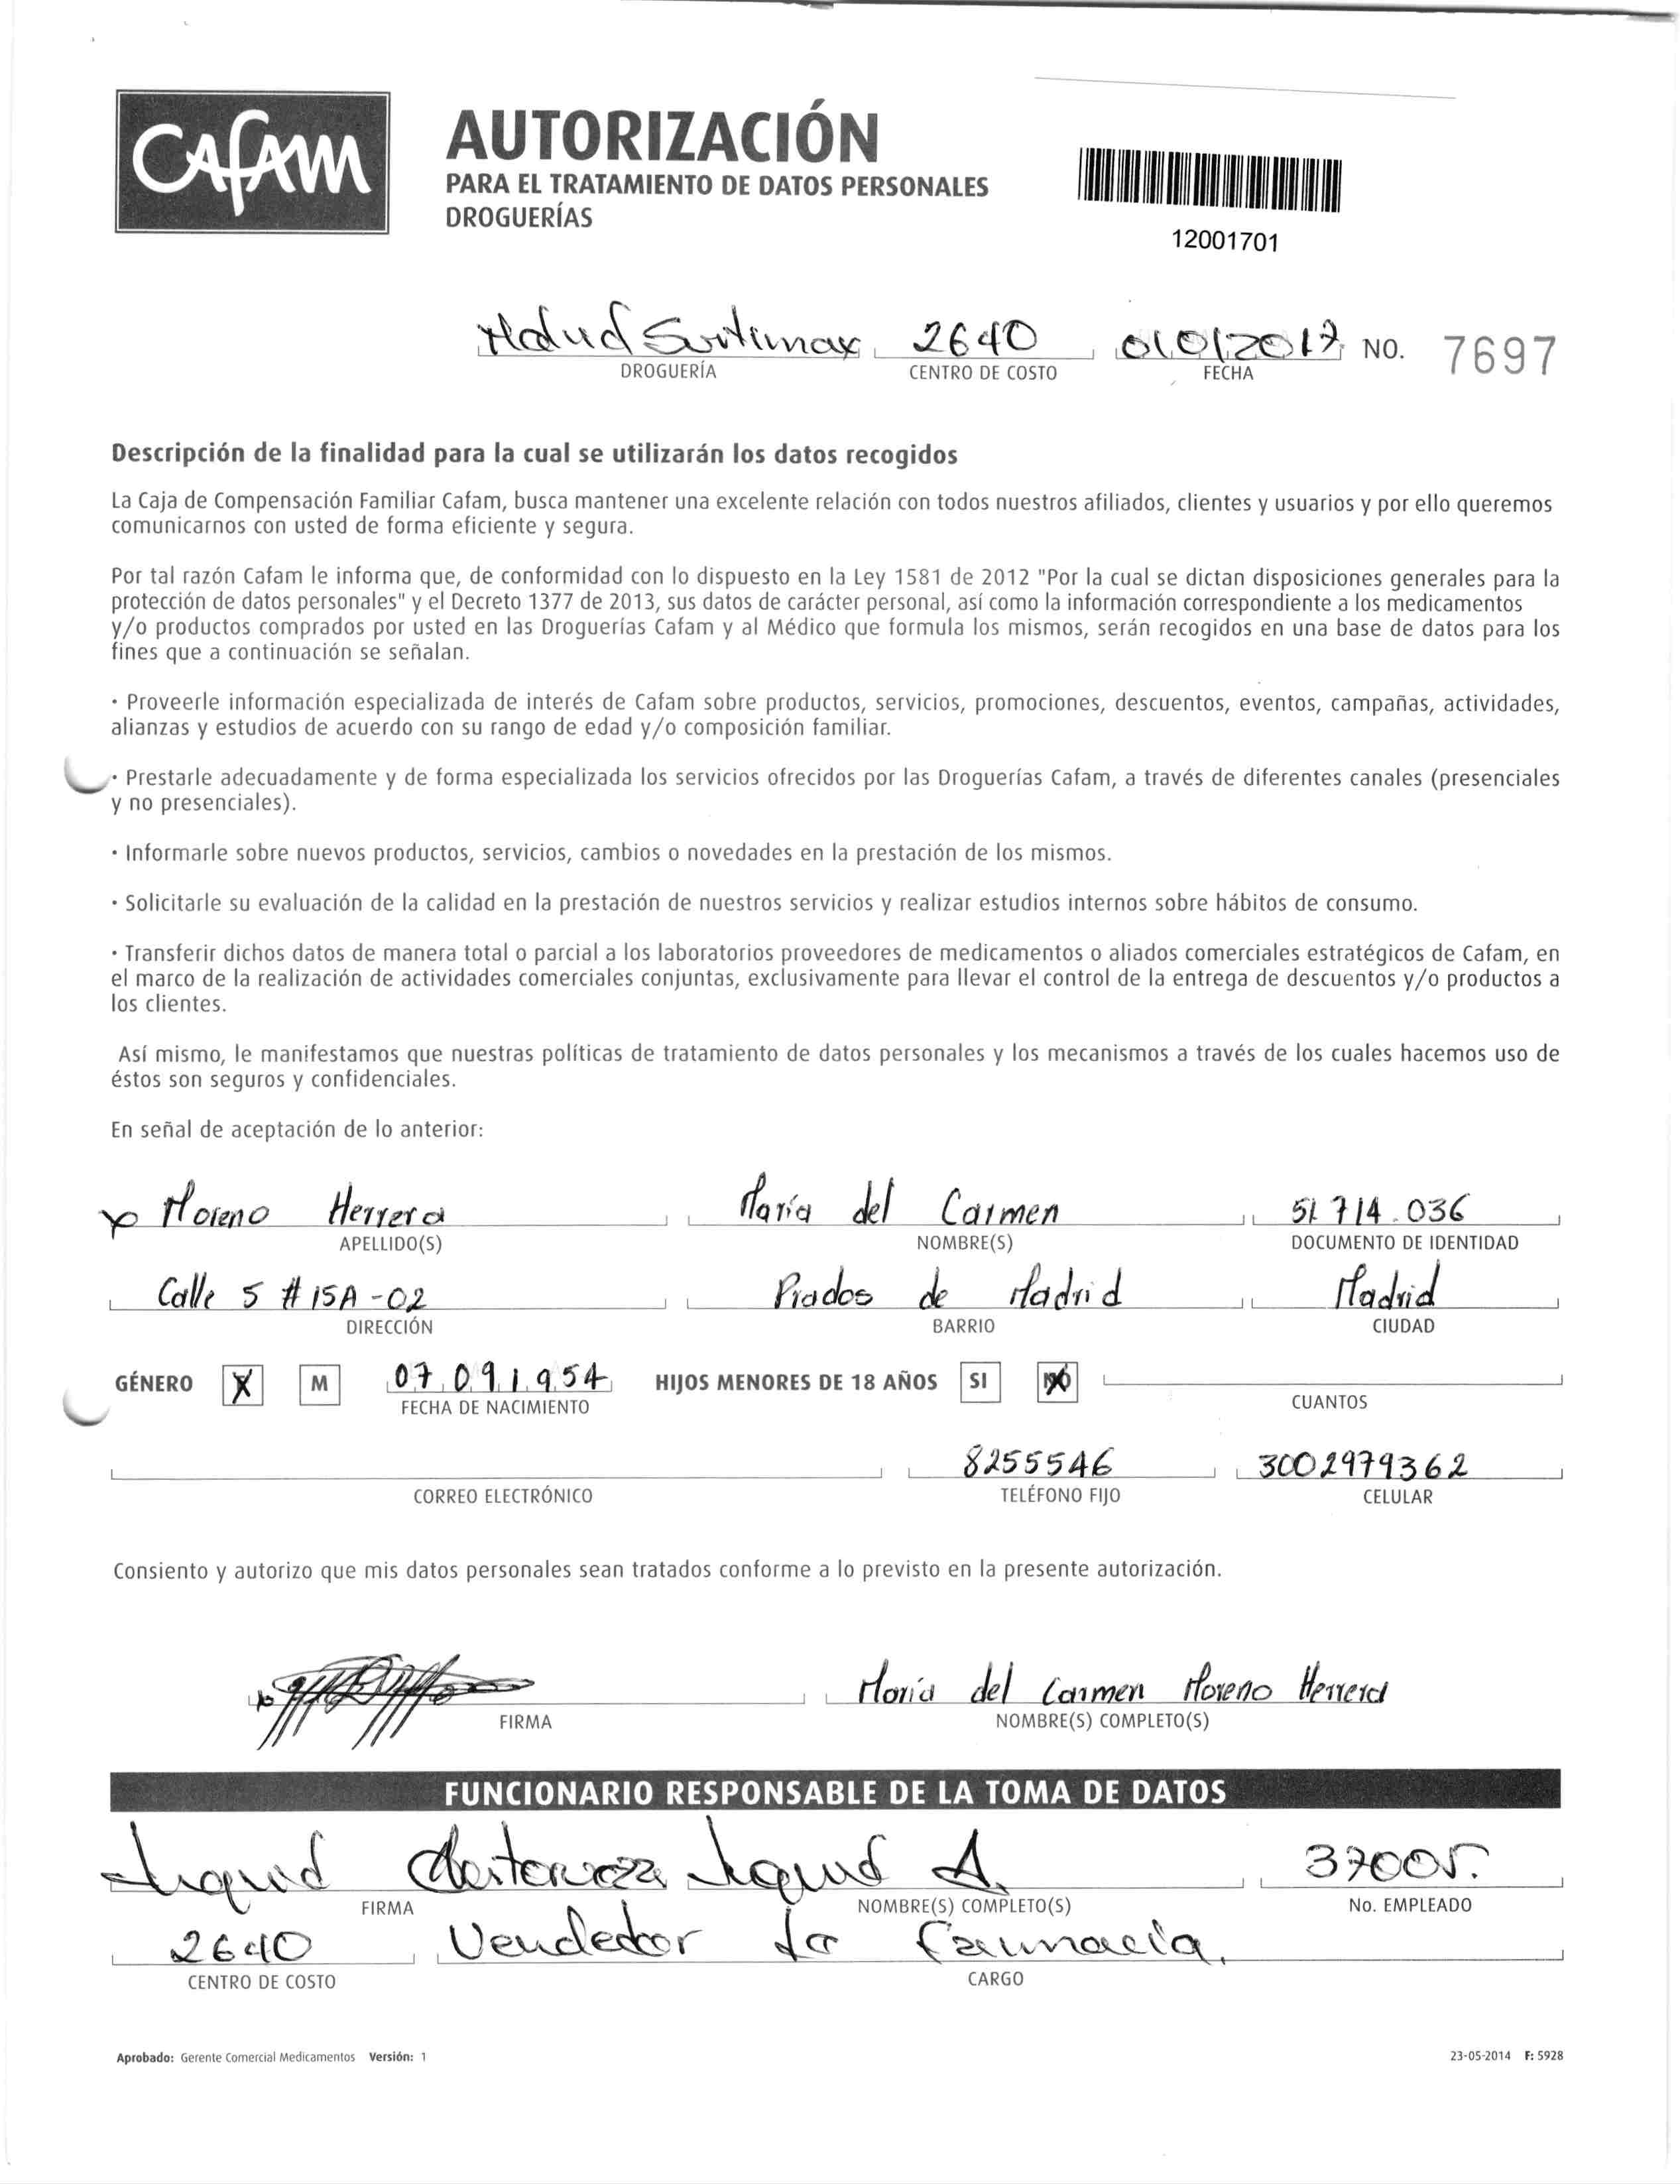 CAfAM
AUTORIZACIÓN
PARA EL TRATAMIENTO DE DATOS PERSONALES
DROGUERÍAS
12001701
Surtimax 2640 01012017 NO. 7697
DROGUERÍA CENTRO DE COSTO FECHA
Descripción de la finalidad para la cual se utilizarán los datos recogidos
La Caja de Compensación Familiar Cafam, busca mantener una excelente relación con todos nuestros afiliados, clientes y usuarios y por ello queremos
comunicarnos con usted de forma eficiente y segura.
Por tal razón Cafam le informa que, de conformidad con lo dispuesto en la Ley 1581 de 2012 "Por la cual se dictan disposiciones generales para la
protección de datos personales" y el Decreto 1377 de 2013, sus datos de carácter personal, así como la información correspondiente a los medicamentos
y/o productos comprados por usted en las Droguerías Cafam y al Médico que formula los mismos, serán recogidos en una base de datos para los
fines que a continuación se señalan.
· Proveerle información especializada de interés de Cafam sobre productos, servicios, promociones, descuentos, eventos, campañas, actividades,
alianzas y estudios de acuerdo con su rango de edad y/o composición familiar.
· Prestarle adecuadamente y de forma especializada los servicios ofrecidos por las Droguerías Cafam, a través de diferentes canales (presenciales
y no presenciales).
· Informarle sobre nuevos productos, servicios, cambios o novedades en la prestación de los mismos.
· Solicitarle su evaluación de la calidad en la prestación de nuestros servicios y realizar estudios internos sobre hábitos de consumo.
· Transferir dichos datos de manera total o parcial a los laboratorios proveedores de medicamentos o aliados comerciales estratégicos de Cafam, en
el marco de la realización de actividades comerciales conjuntas, exclusivamente para llevar el control de la entrega de descuentos y/o productos a
los clientes.
Así mismo, le manifestamos que nuestras políticas de tratamiento de datos personales y los mecanismos a través de los cuales hacemos uso de
éstos son seguros y confidenciales.
En señal de aceptación de lo anterior:
Moreno Herrera María del Carmen 51 714.036
APELLIDO(S) NOMBRE(S) DOCUMENTO DE IDENTIDAD
Calle 5 # 15A -02 Prados de Madrid Madrid
DIRECCIÓN BARRIO CIUDAD
GÉNERO X M 07 09 1954 HIJOS MENORES DE 18 AÑOS SI NO
FECHA DE NACIMIENTO CUANTOS
8255546 3002979362
CORREO ELECTRÓNICO TELÉFONO FIJO CELULAR
Consiento y autorizo que mis datos personales sean tratados conforme a lo previsto en la presente autorización.
María del Carmen Moreno Herrera
FIRMA NOMBRE(S) COMPLETO(S)
FUNCIONARIO RESPONSABLE DE LA TOMA DE DATOS
A. 37005.
FIRMA NOMBRE(S) COMPLETO(S) No. EMPLEADO
2640 Vendedor farmacia.
CENTRO DE COSTO CARGO
Aprobado: Gerente Comercial Medicamentos Versión: 1 23-05-2014 F: 5928